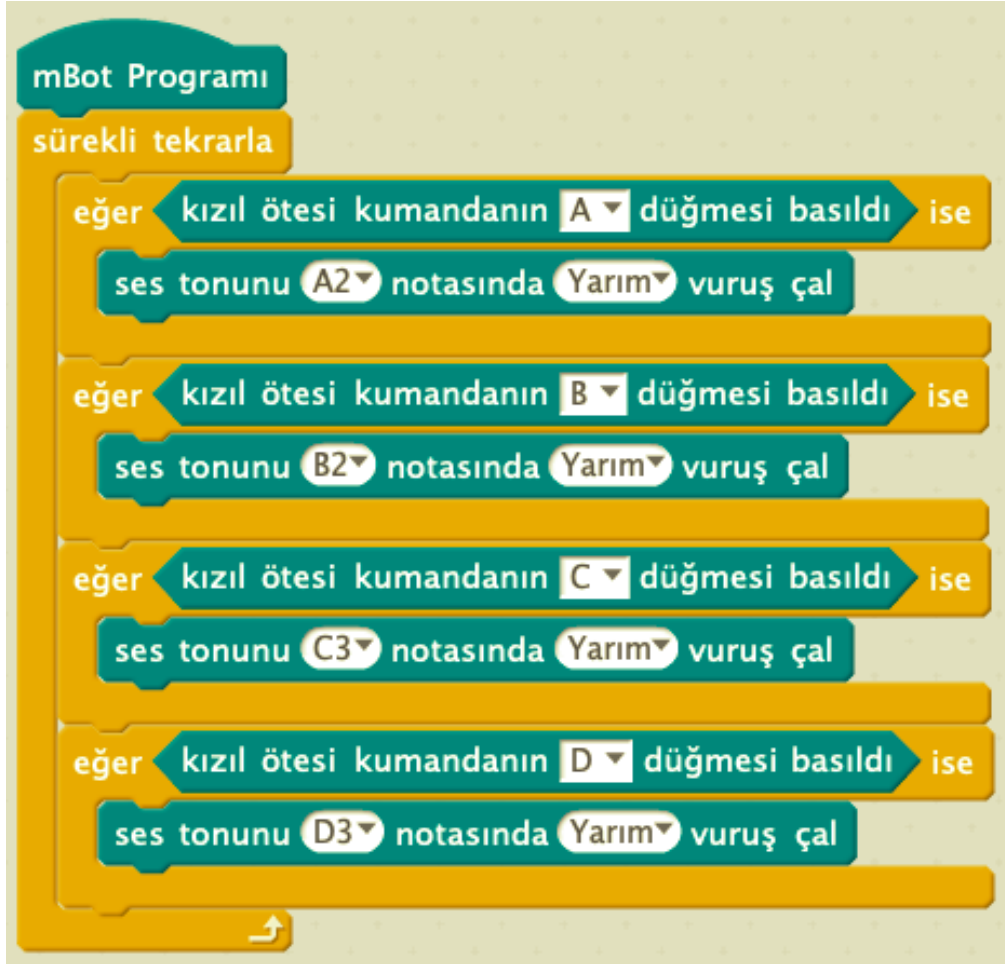 mBot Programı
sürekli tekrarla
eğer kızıl ötesi kumandanın A düğmesi basıldı ise
ses tonunu A2 notasında Yarım vuruş çal
eğer kızıl ötesi kumandanın B düğmesi basıldı ise
ses tonunu B2 notasında Yarım vuruş çal
eğer kızıl ötesi kumandanın C düğmesi basıldı ise
ses tonunu C3 notasında Yarım vuruş çal
eğer kızıl ötesi kumandanın D düğmesi basıldı ise
ses tonunu D3 notasında Yarım vuruş çal